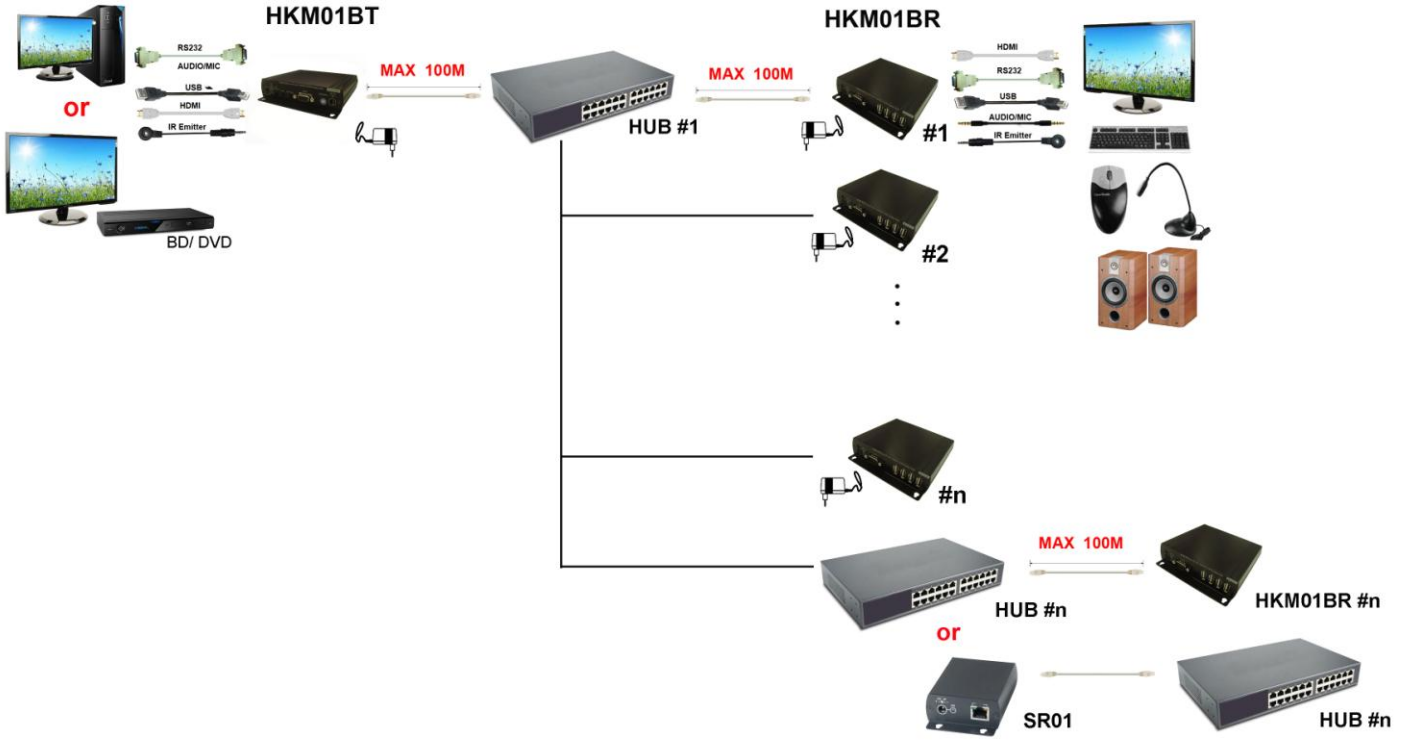 HKM01BT
HKM01BR
RS232
AUDIO/MIC
USB
HDMI
IR Emitter
or
BD/ DVD
MAX 100M
HUB #1
MAX 100M
#1
HDMI
RS232
USB
AUDIO/MIC
IR Emitter
#2
#n
HUB #n
MAX 100M
HKM01BR #n
or
SR01
HUB #n